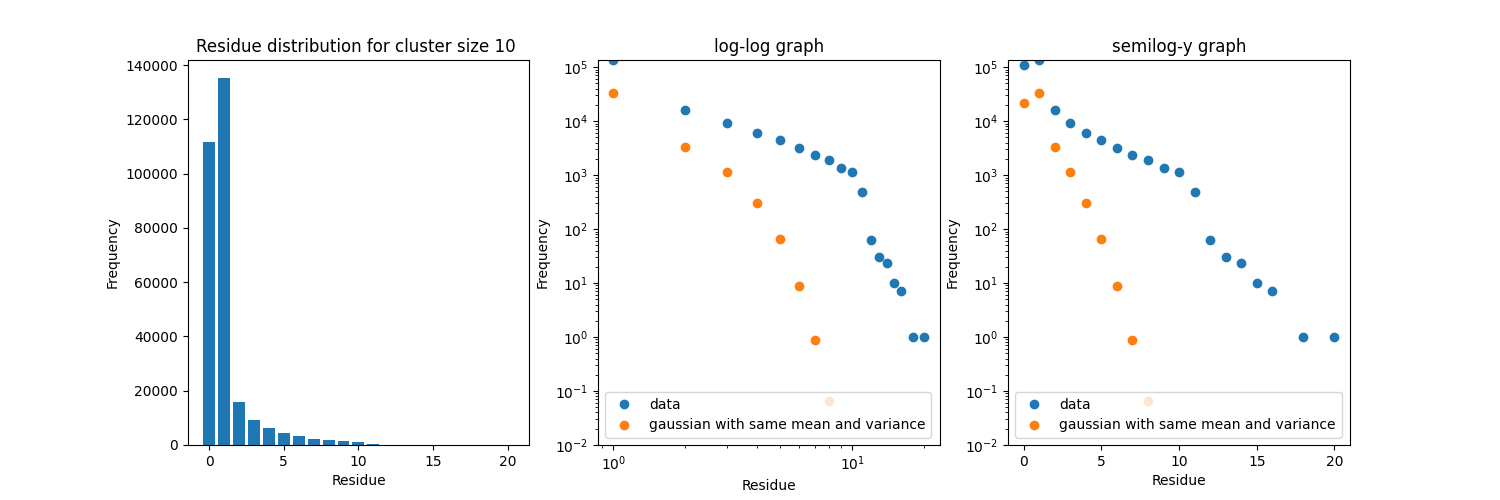 Residue distribution for cluster size 10
Frequency
140000
120000
100000
80000
60000
40000
20000
0
0 5 10 15 20
Residue
log-log graph
Frequency
10^5
10^4
10^3
10^2
10^1
10^0
10^-1
10^-2
data
gaussian with same mean and variance
10^0 10^1
Residue
semilog-y graph
Frequency
10^5
10^4
10^3
10^2
10^1
10^0
10^-1
10^-2
data
gaussian with same mean and variance
0 5 10 15 20
Residue